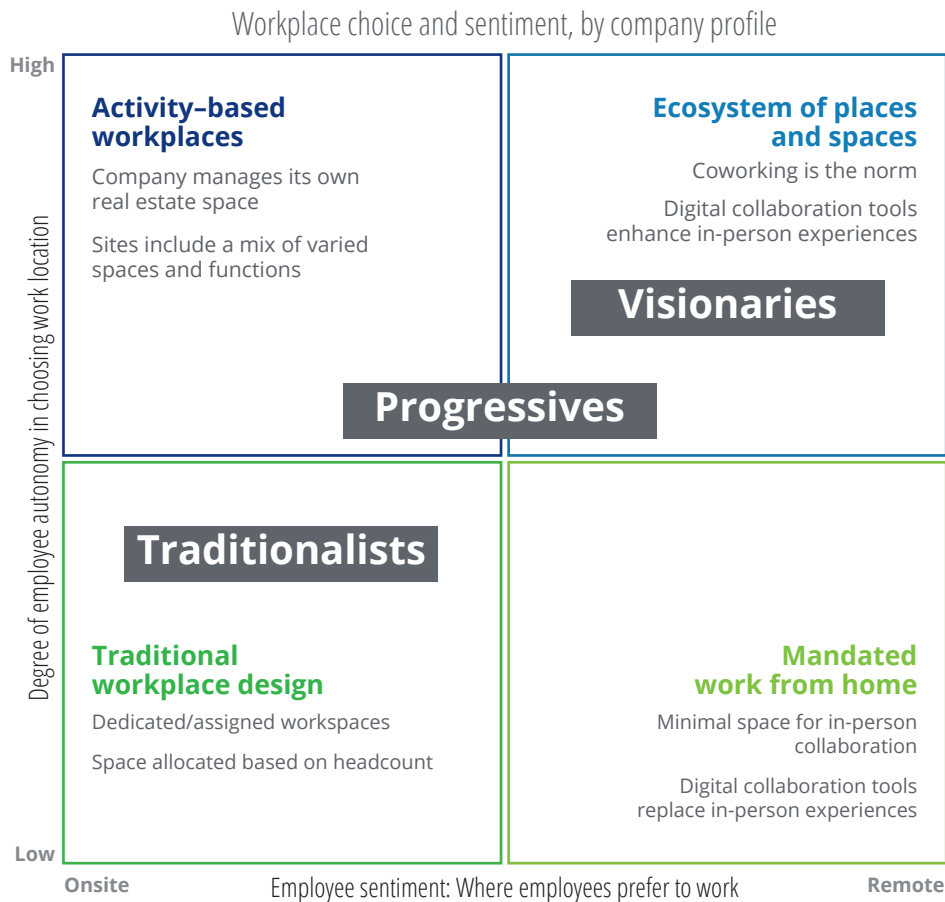 Workplace choice and sentiment, by company profile
High
Degree of employee autonomy in choosing work location
Activity–based
workplaces
Company manages its own
real estate space
Sites include a mix of varied
spaces and functions
Ecosystem of places
and spaces
Coworking is the norm
Digital collaboration tools
enhance in-person experiences
Visionaries
Progressives
Traditionalists
Traditional
workplace design
Dedicated/assigned workspaces
Space allocated based on headcount
Mandated
work from home
Minimal space for in-person
collaboration
Digital collaboration tools
replace in-person experiences
Low
Onsite
Employee sentiment: Where employees prefer to work
Remote